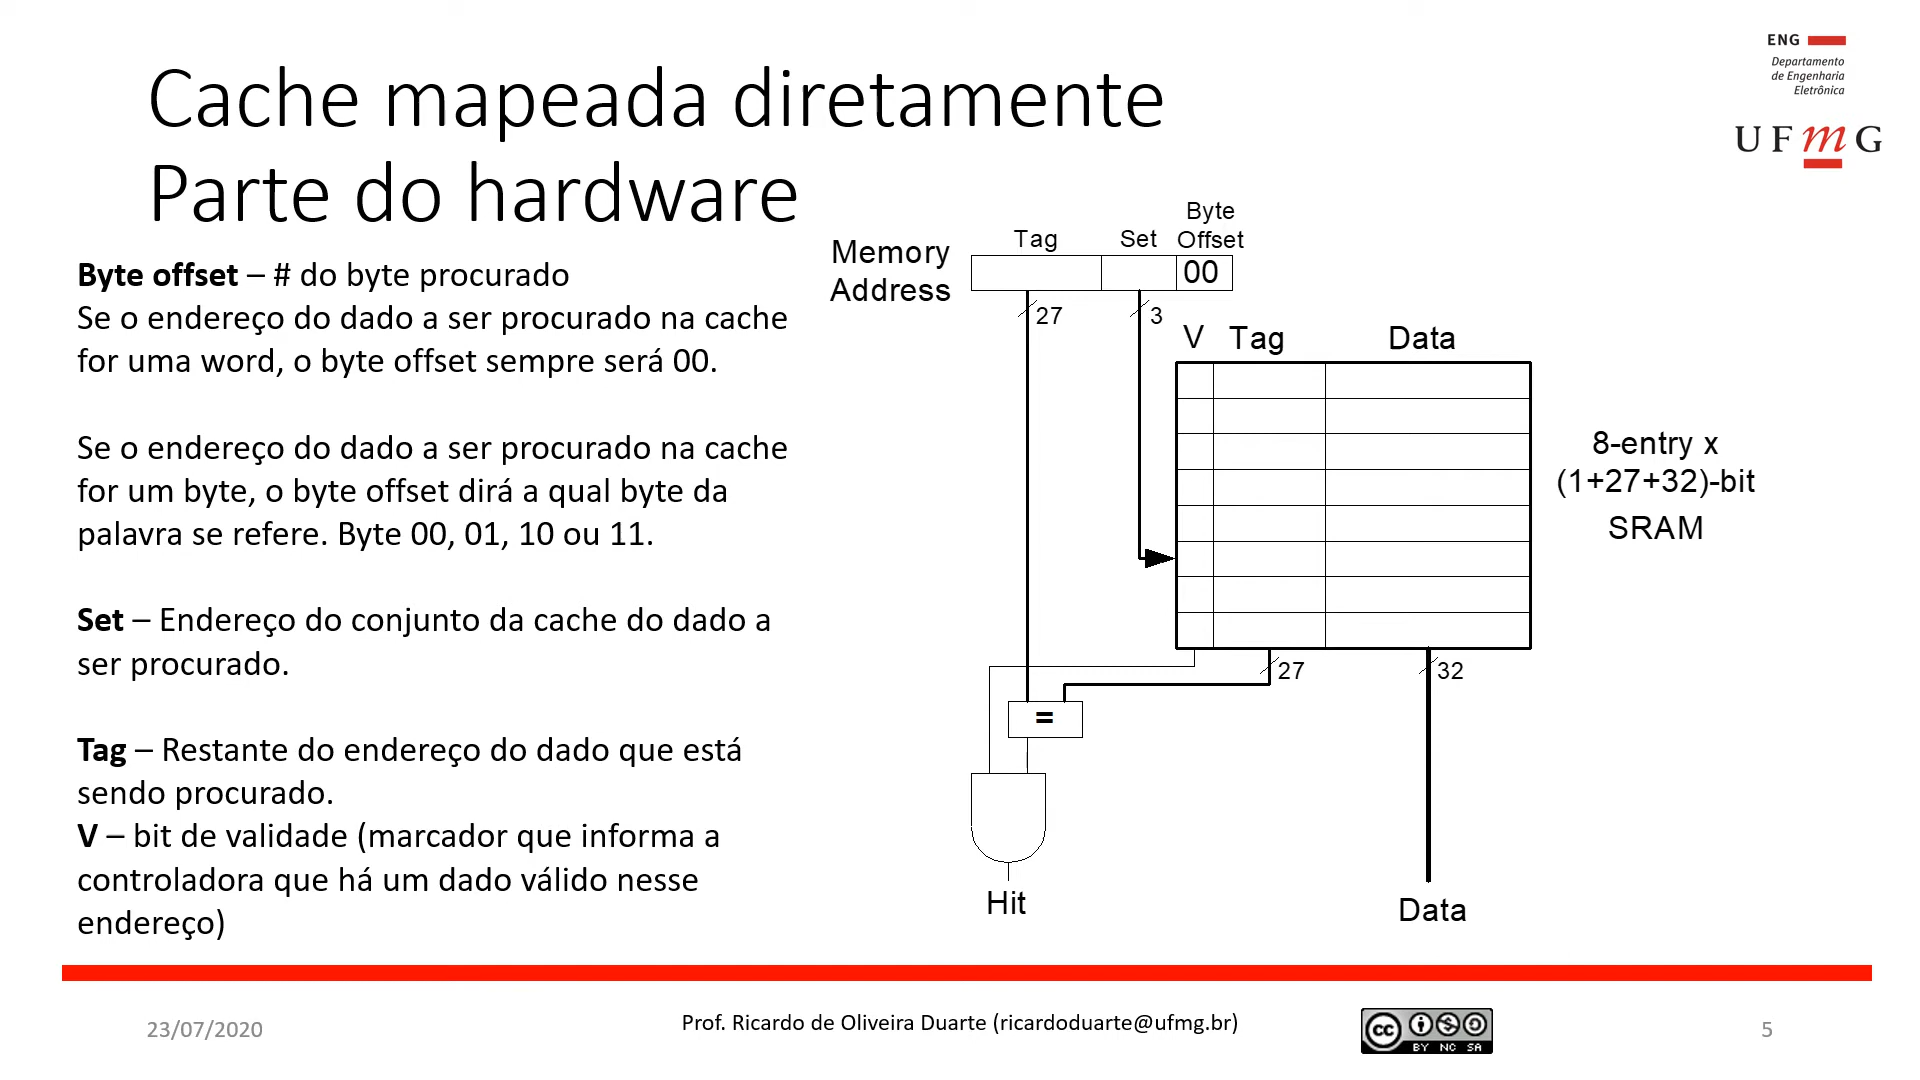 Cache mapeada diretamente
Parte do hardware
ENG
Departamento
de Engenharia
Eletrônica
UFmG
Byte offset – # do byte procurado
Se o endereço do dado a ser procurado na cache
for uma word, o byte offset sempre será 00.
Se o endereço do dado a ser procurado na cache
for um byte, o byte offset dirá a qual byte da
palavra se refere. Byte 00, 01, 10 ou 11.
Set – Endereço do conjunto da cache do dado a
ser procurado.
Tag – Restante do endereço do dado que está
sendo procurado.
V – bit de validade (marcador que informa a
controladora que há um dado válido nesse
endereço)
Memory
Address
Tag
Set
Byte
Offset
00
27
3
V Tag Data
8-entry x
(1+27+32)-bit
SRAM
27
32
=
Hit
Data
23/07/2020
Prof. Ricardo de Oliveira Duarte (ricardoduarte@ufmg.br)
cc
BY NC SA
5